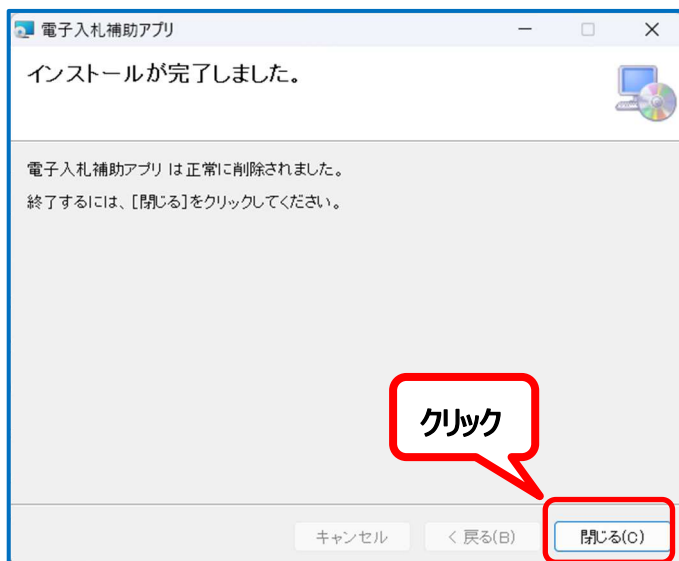 電子入札補助アプリ
インストールが完了しました。
電子入札補助アプリ は正常に削除されました。
終了するには、[閉じる]をクリックしてください。
クリック
キャンセル
< 戻る(B)
閉じる(C)